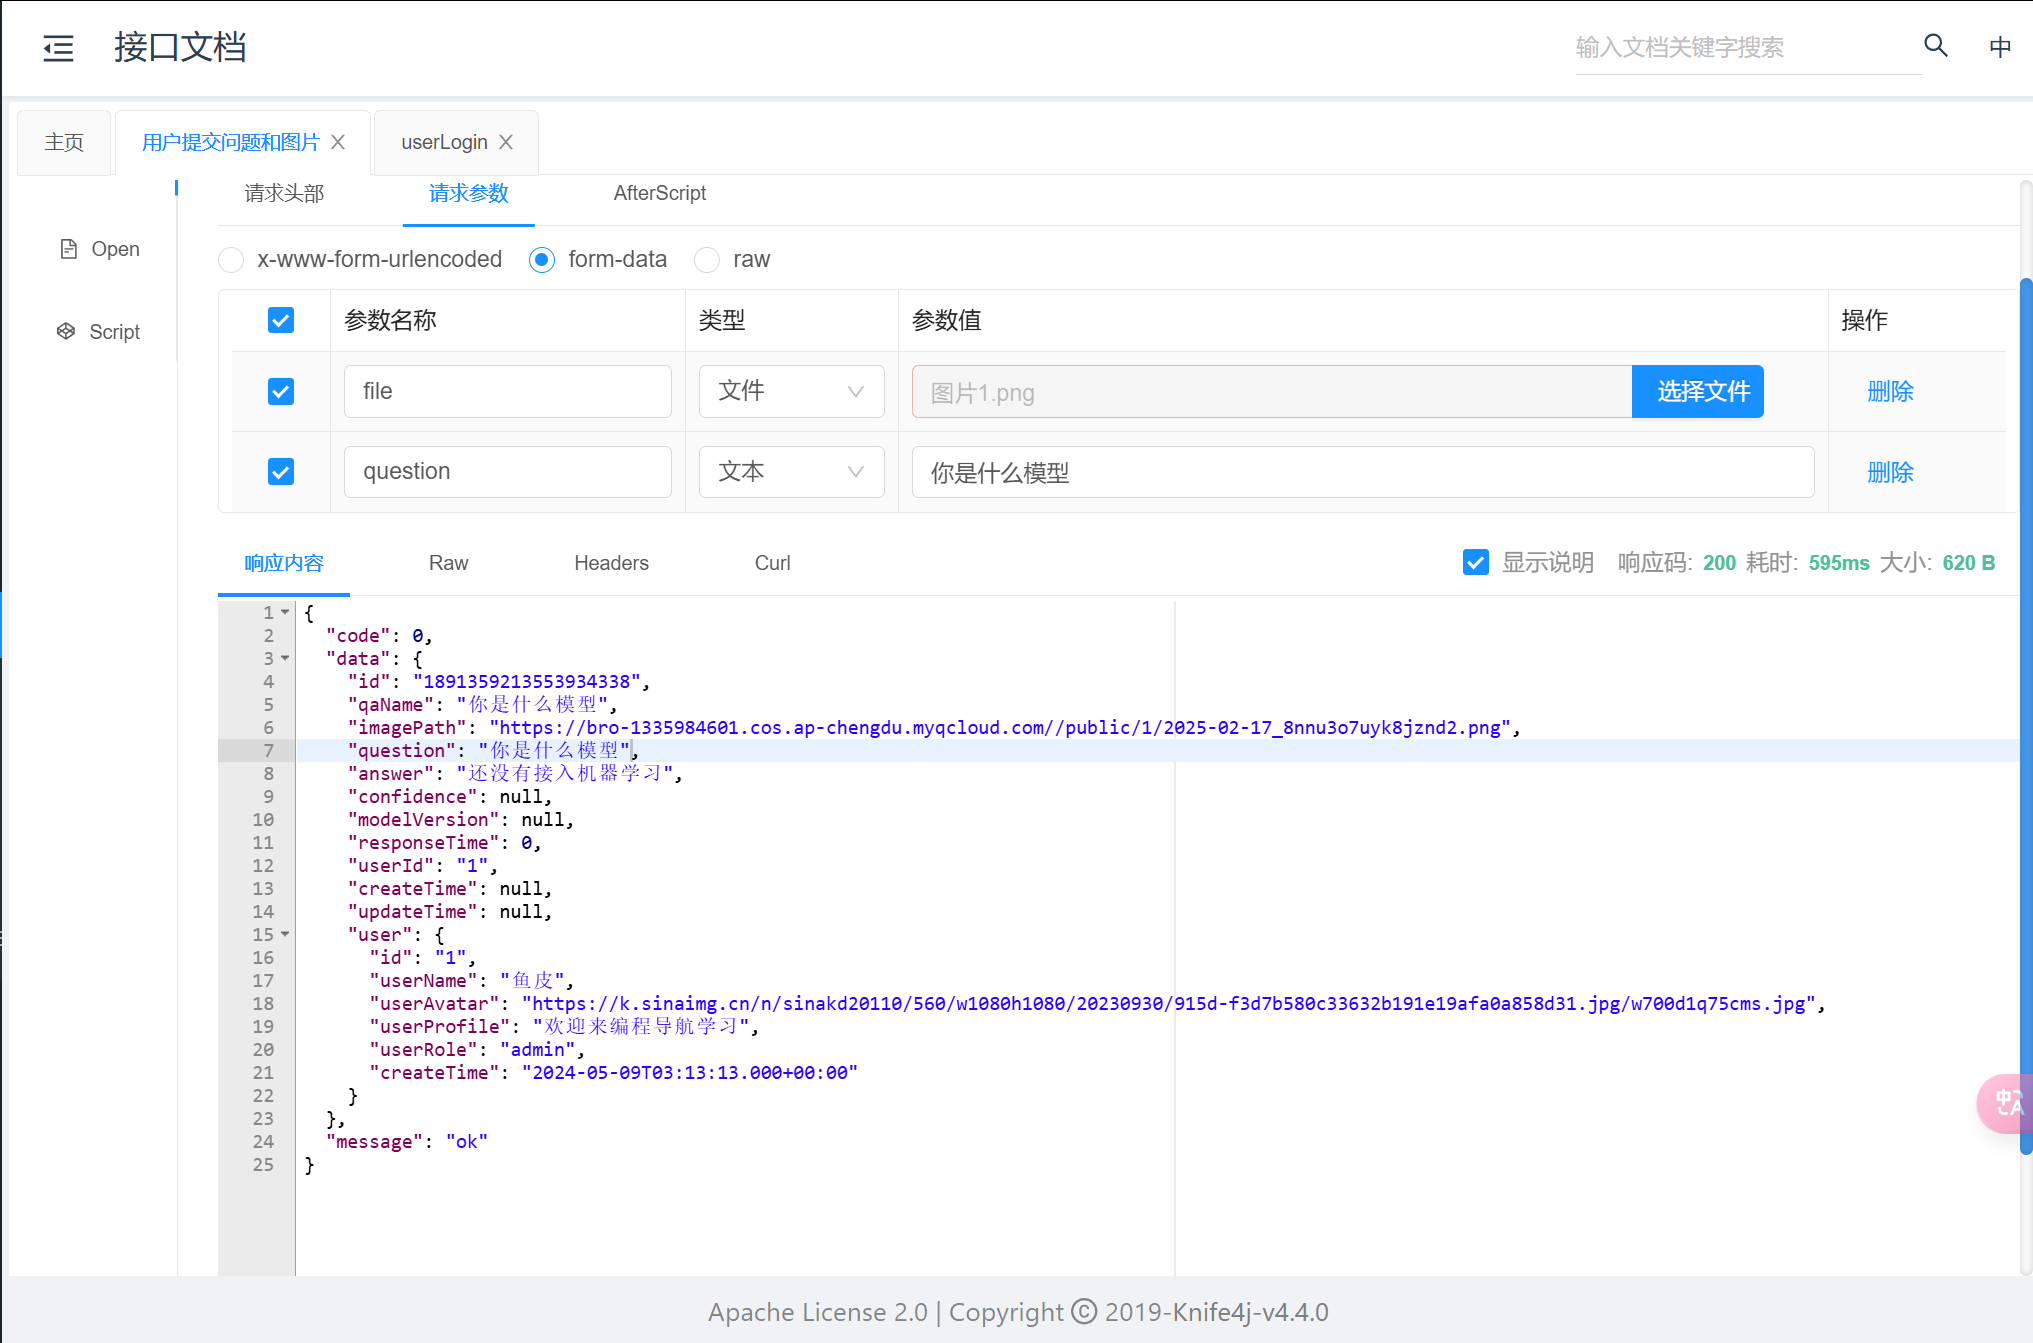 接口文档
输入文档关键字搜索
中
主页
用户提交问题和图片
userLogin
请求头部
请求参数
AfterScript
Open
Script
x-www-form-urlencoded
form-data
raw
参数名称
类型
参数值
操作
file
文件
图片1.png
选择文件
删除
question
文本
你是什么模型
删除
响应内容
Raw
Headers
Curl
显示说明
响应码: 200 耗时: 595ms 大小: 620 B
1 {
2 "code": 0,
3 "data": {
4 "id": "1891359213553934338",
5 "qaName": "你是什么模型",
6 "imagePath": "https://bro-1335984601.cos.ap-chengdu.myqcloud.com//public/1/2025-02-17_8nnu3o7uyk8jznd2.png",
7 "question": "你是什么模型",
8 "answer": "还没有接入机器学习",
9 "confidence": null,
10 "modelVersion": null,
11 "responseTime": 0,
12 "userId": "1",
13 "createTime": null,
14 "updateTime": null,
15 "user": {
16 "id": "1",
17 "userName": "鱼皮",
18 "userAvatar": "https://k.sinaimg.cn/n/sinakd20110/560/w1080h1080/20230930/915d-f3d7b580c33632b191e19afa0a858d31.jpg/w700d1q75cms.jpg",
19 "userProfile": "欢迎来编程导航学习",
20 "userRole": "admin",
21 "createTime": "2024-05-09T03:13:13.000+00:00"
22 }
23 },
24 "message": "ok"
25 }
Apache License 2.0 | Copyright © 2019-Knife4j-v4.4.0